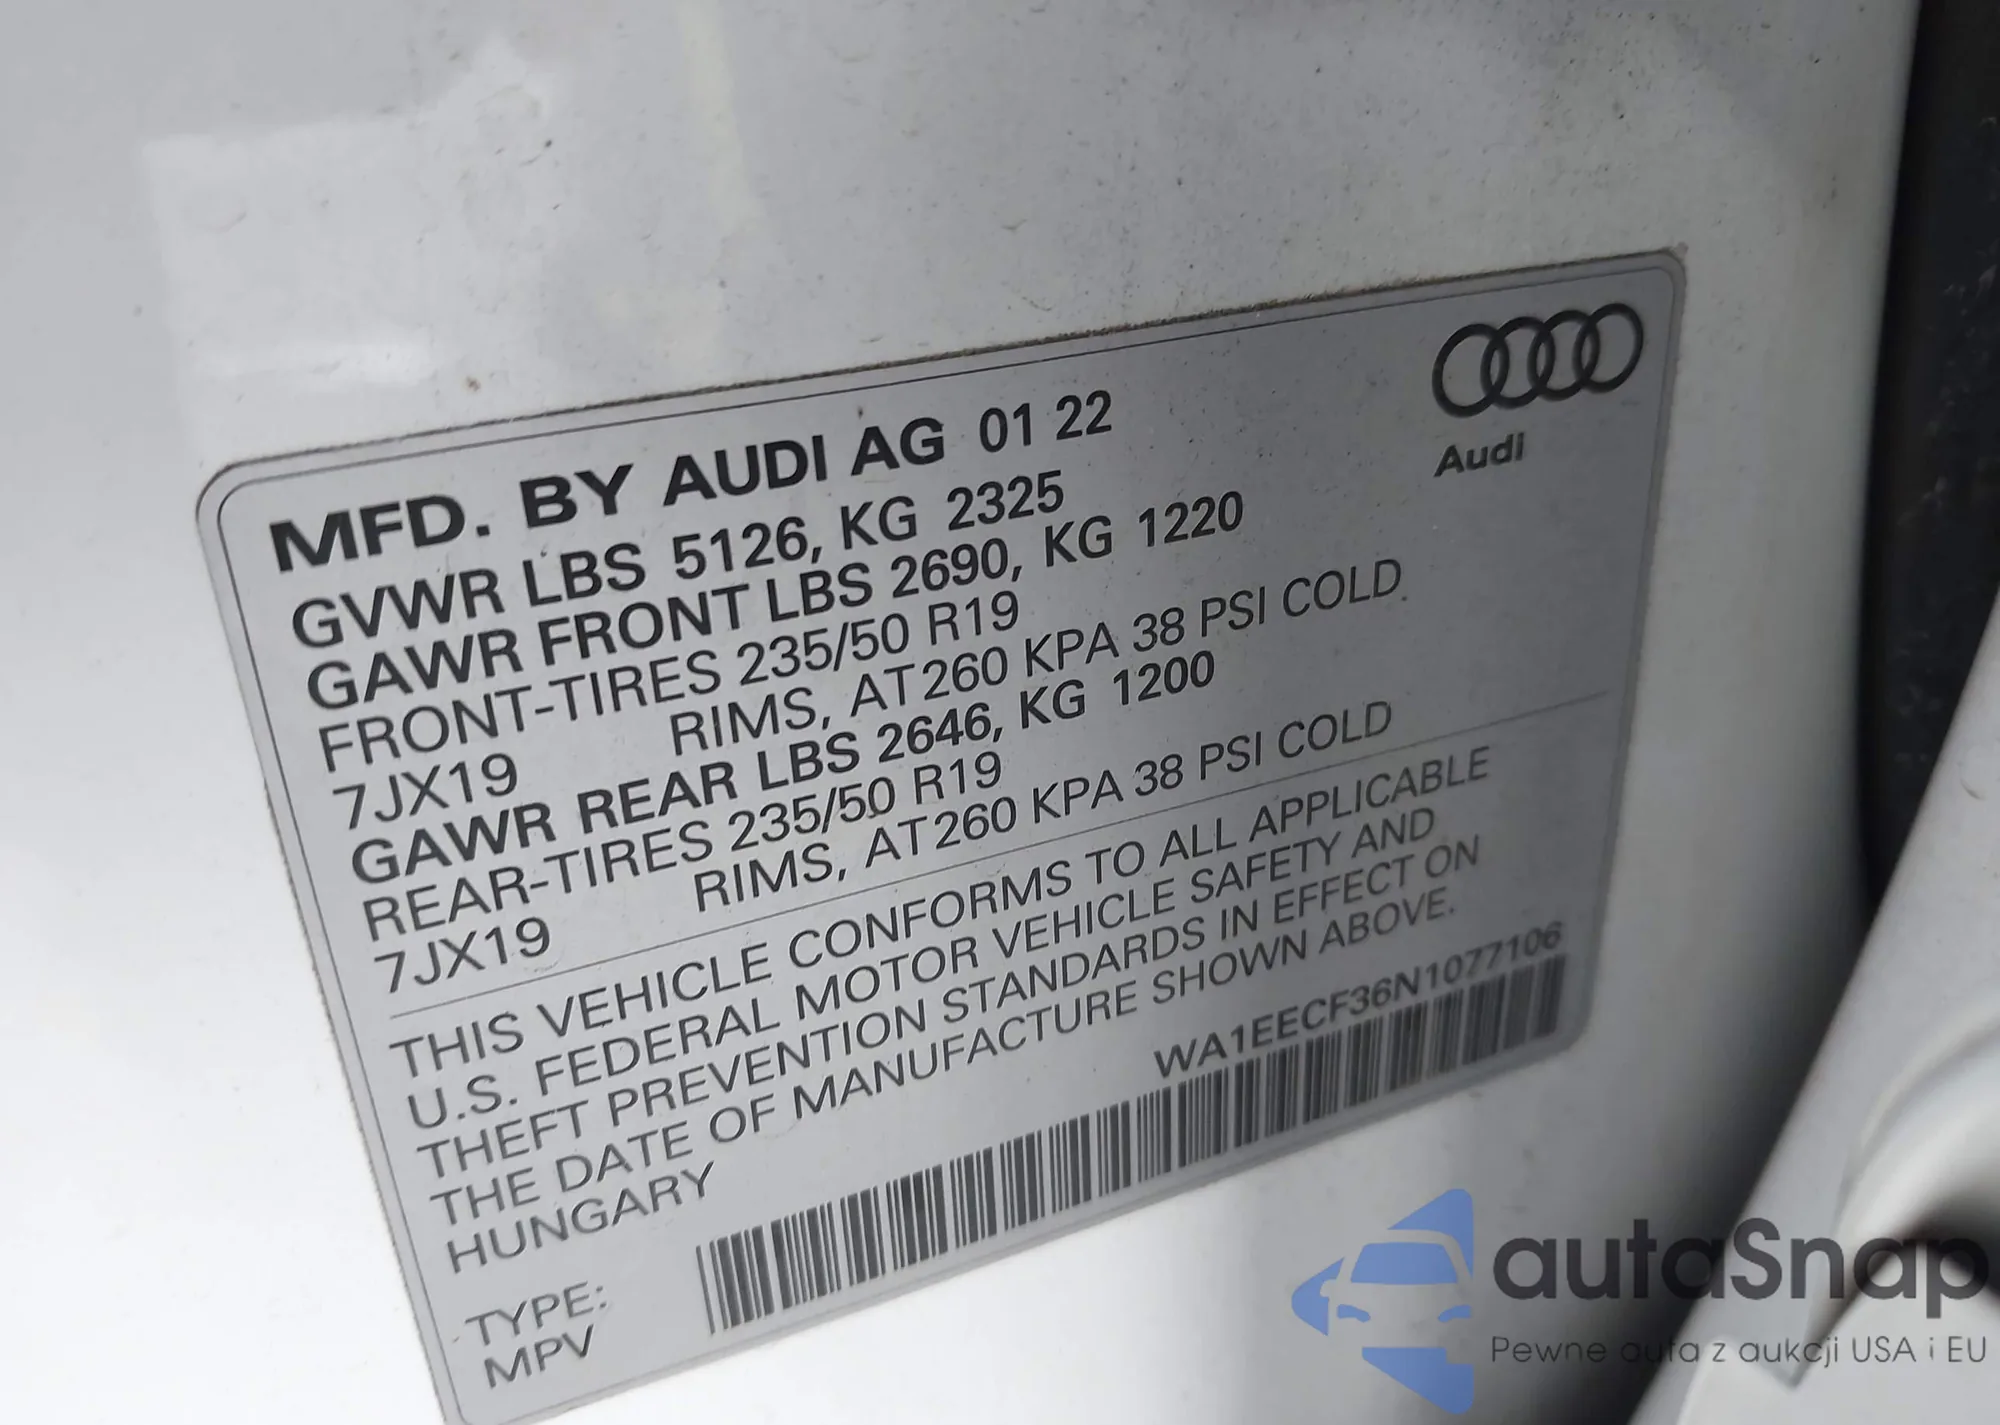 MFD. BY AUDI AG 01 22
Audi
GVWR LBS 5126, KG 2325
GAWR FRONT LBS 2690, KG 1220
FRONT-TIRES 235/50 R19
7JX19 RIMS, AT260 KPA 38 PSI COLD.
GAWR REAR LBS 2646, KG 1200
REAR-TIRES 235/50 R19
7JX19 RIMS, AT260 KPA 38 PSI COLD
THIS VEHICLE CONFORMS TO ALL APPLICABLE
U.S. FEDERAL MOTOR VEHICLE SAFETY AND
THEFT PREVENTION STANDARDS IN EFFECT ON
THE DATE OF MANUFACTURE SHOWN ABOVE.
HUNGARY
WA1EECF36N1077106
TYPE:
MPV
autaSnap
Pewne auta z aukcji USA i EU